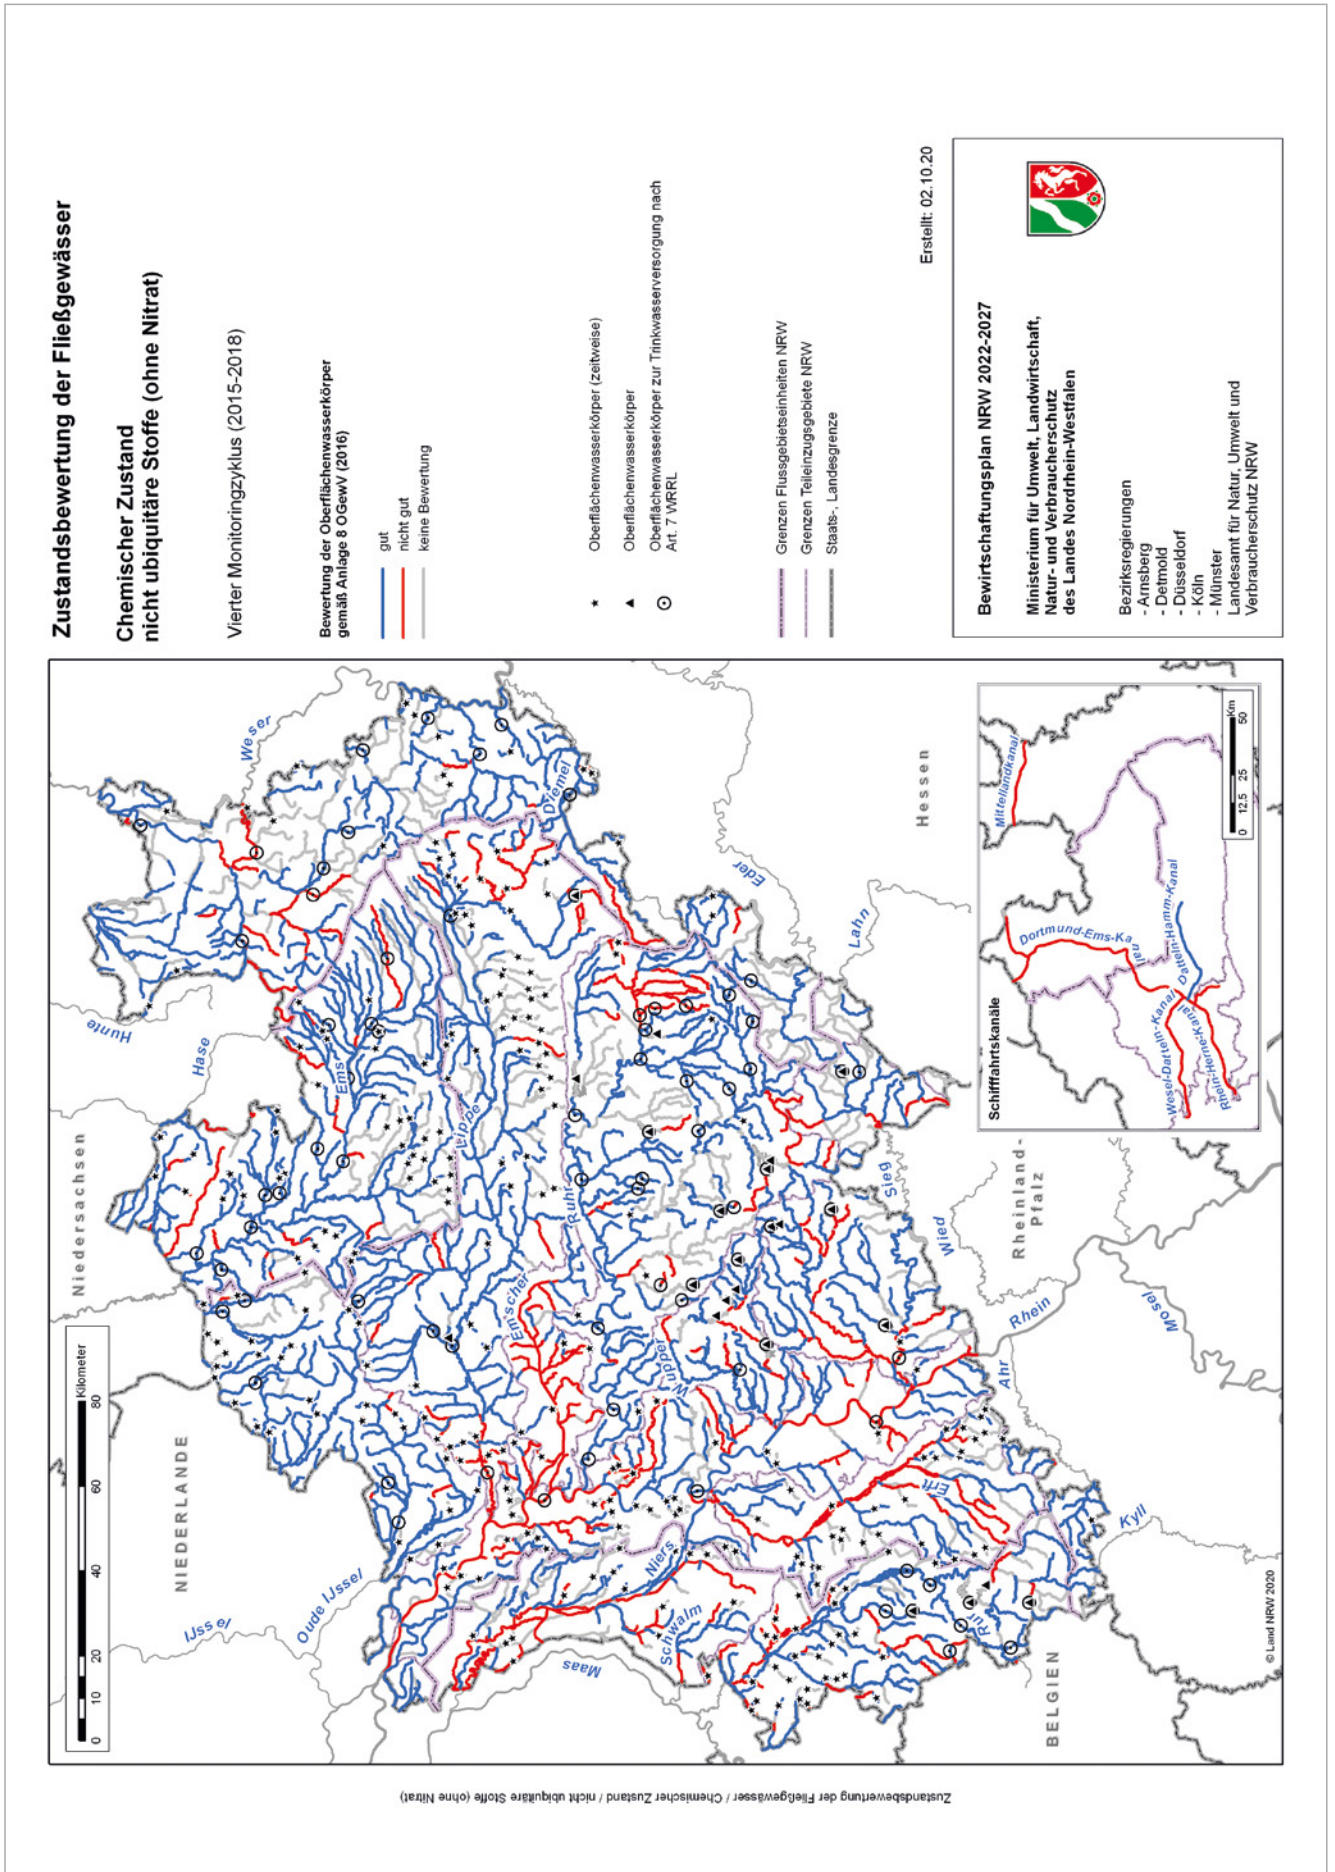 Zustandsbewertung der Fließgewässer
Chemischer Zustand
nicht ubiquitäre Stoffe (ohne Nitrat)
Vierter Monitoringzyklus (2015-2018)
Bewertung der Oberflächenwasserkörper
gemäß Anlage 8 OGewV (2016)
gut
nicht gut
keine Bewertung
Oberflächenwasserkörper (zeitweise)
Oberflächenwasserkörper
Oberflächenwasserkörper zur Trinkwasserversorgung nach
Art. 7 WRRL
Grenzen Flussgebietseinheiten NRW
Grenzen Teileinzugsgebiete NRW
Staats-, Landesgrenze
Erstellt: 02.10.20
Bewirtschaftungsplan NRW 2022-2027
Ministerium für Umwelt, Landwirtschaft,
Natur- und Verbraucherschutz
des Landes Nordrhein-Westfalen
Bezirksregierungen
- Arnsberg
- Detmold
- Düsseldorf
- Köln
- Münster
Landesamt für Natur, Umwelt und
Verbraucherschutz NRW
0 10 20 40 60 80
Kilometer
NIEDERLANDE
Niedersachsen
Hessen
Rheinland-
Pfalz
BELGIEN
IJssel
Oude IJssel
Hase
Hunte
Weser
Ems
Lippe
Diemel
Eder
Lahn
Emscher
Ruhr
Wupper
Sieg
Wied
Rhein
Mosel
Ahr
Erft
Kyll
Niers
Schwalm
Maas
Rur
Schifffahrtskanäle
Mittellandkanal
Dortmund-Ems-Kanal
Datteln-Hamm-Kanal
Wesel-Datteln-Kanal
Rhein-Herne-Kanal
0 12.5 25 50
Km
© Land NRW 2020
Zustandsbewertung der Fließgewässer / Chemischer Zustand / nicht ubiquitäre Stoffe (ohne Nitrat)